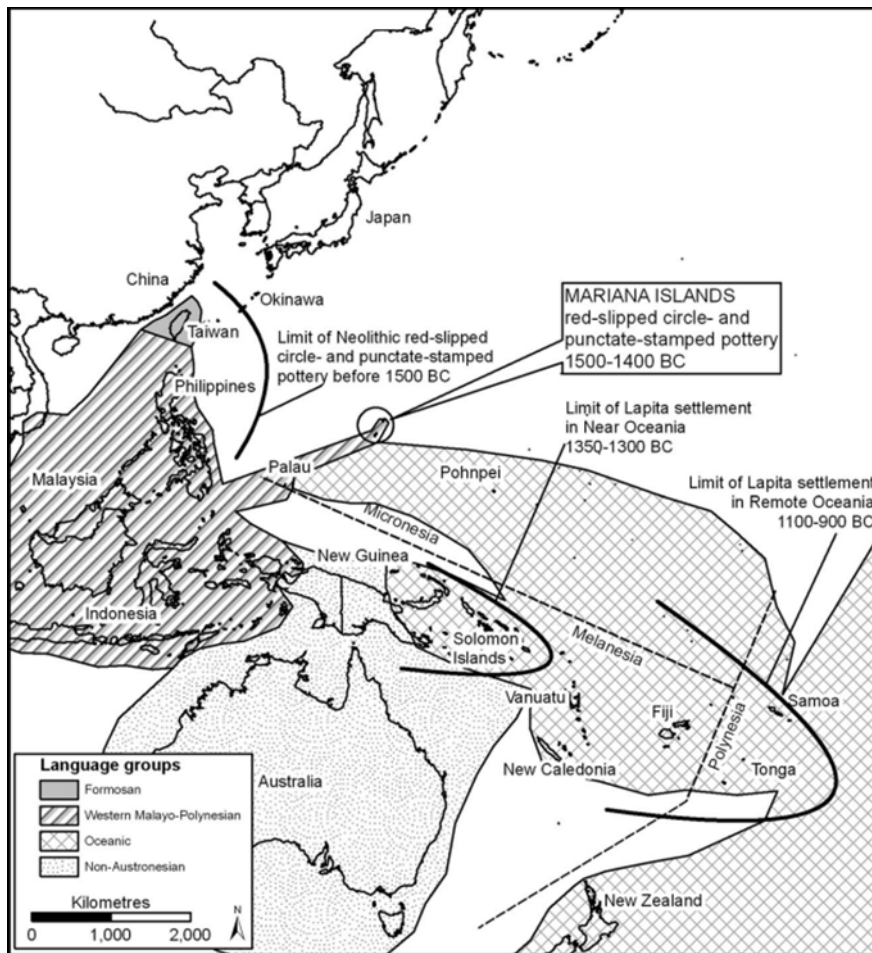 Japan
China
Okinawa
Taiwan
MARIANA ISLANDS
red-slipped circle- and
punctate-stamped pottery
1500-1400 BC
Limit of Neolithic red-slipped
circle- and punctate-stamped
pottery before 1500 BC
Philippines
Limit of Lapita settlement
in Near Oceania
1350-1300 BC
Palau
Pohnpei
Malaysia
Limit of Lapita settlement
in Remote Oceania
1100-900 BC
Micronesia
New Guinea
Indonesia
Solomon
Islands
Melanesia
Vanuatu
Fiji
Samoa
Polynesia
New Caledonia
Tonga
Australia
New Zealand
Language groups
Formosan
Western Malayo-Polynesian
Oceanic
Non-Austronesian
Kilometres
N
0 1,000 2,000